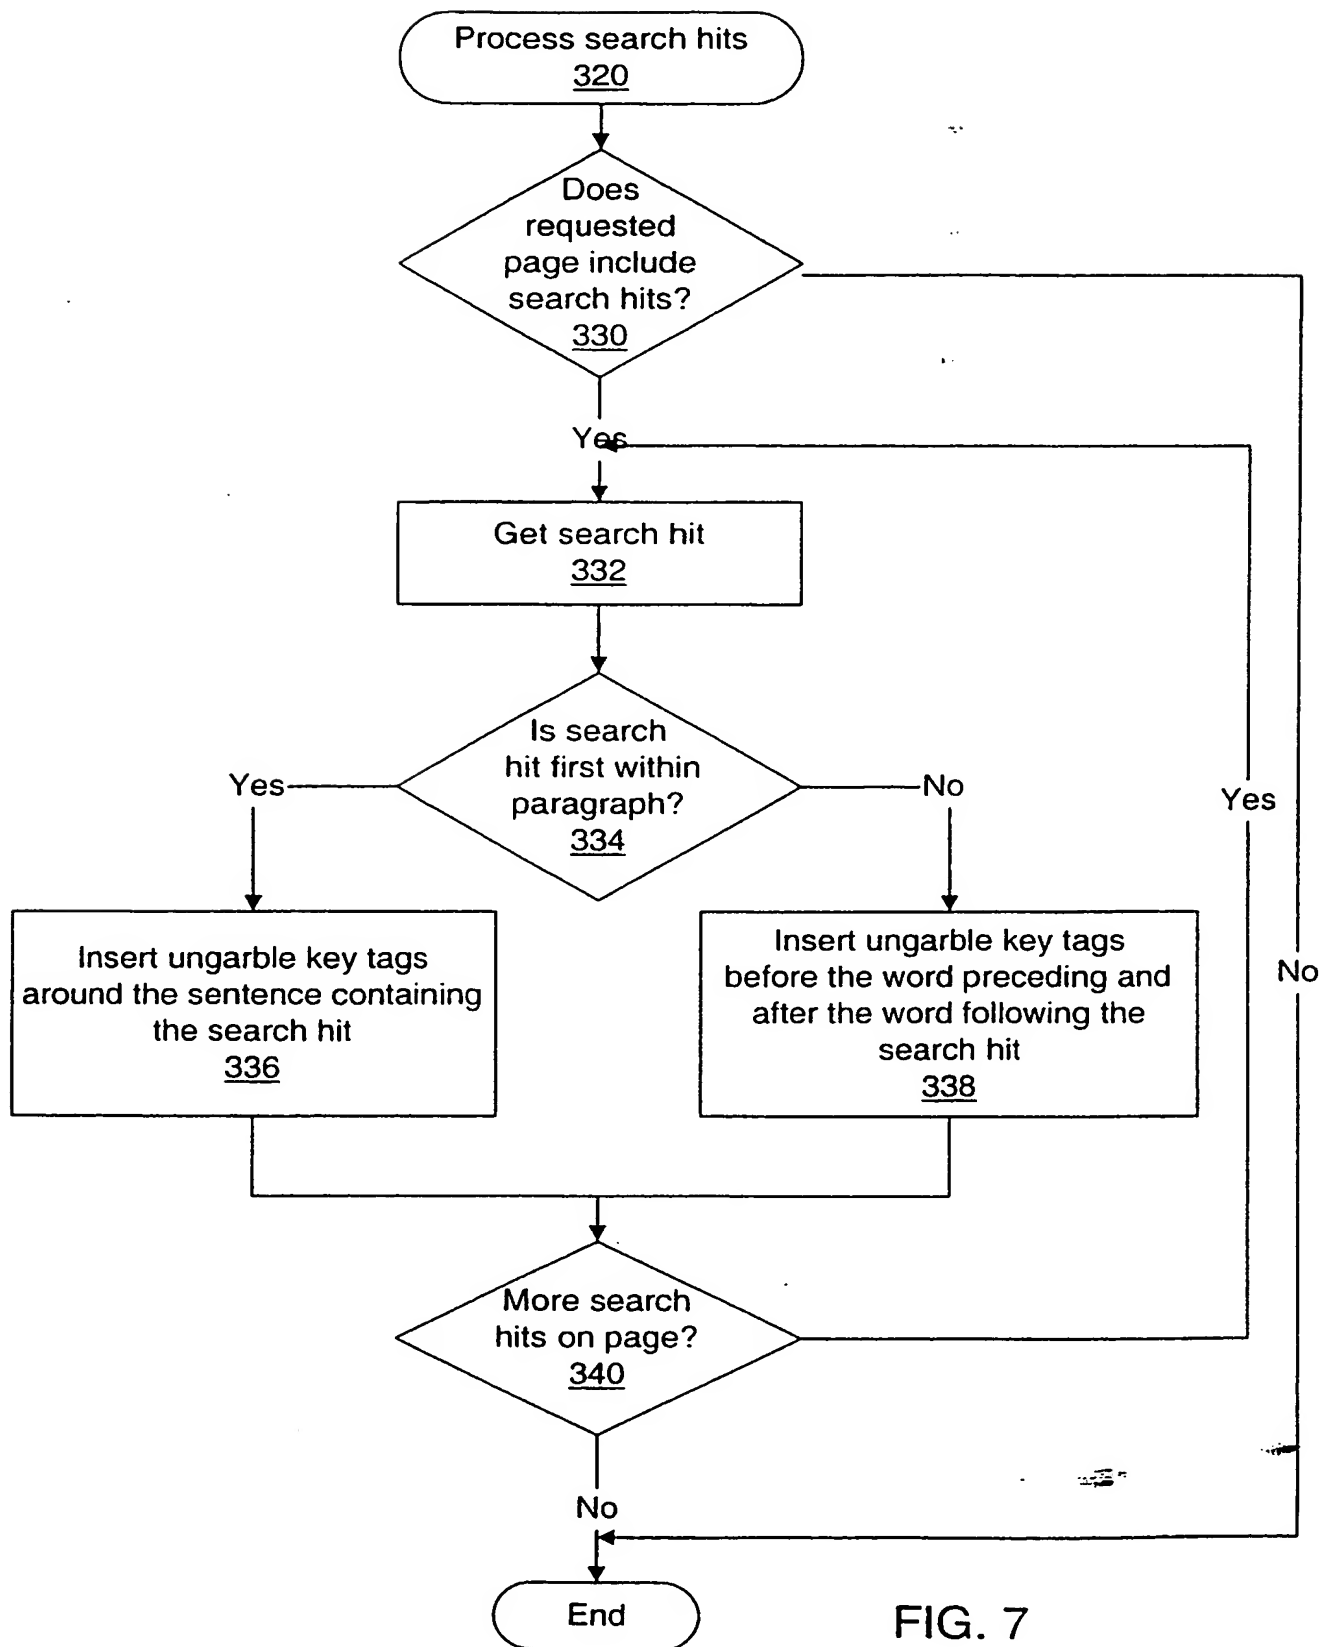 Process search hits
320
Does
requested
page include
search hits?
330
Yes
Get search hit
332
Is search
hit first within
paragraph?
334
Yes
No
Yes
Insert ungarble key tags
around the sentence containing
the search hit
336
Insert ungarble key tags
before the word preceding and
after the word following the
search hit
338
No
More search
hits on page?
340
No
End
FIG. 7